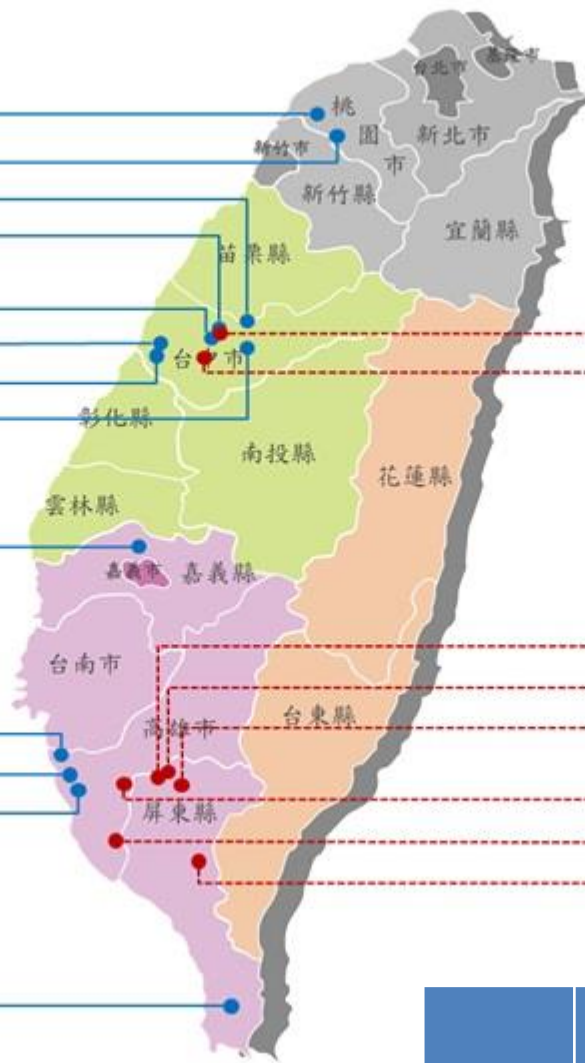 基隆市
台北市
桃園市
新北市
新竹市
新竹縣
宜蘭縣
苗栗縣
台中市
彰化縣
南投縣
花蓮縣
雲林縣
嘉義市
嘉義縣
台南市
高雄市
台東縣
屏東縣